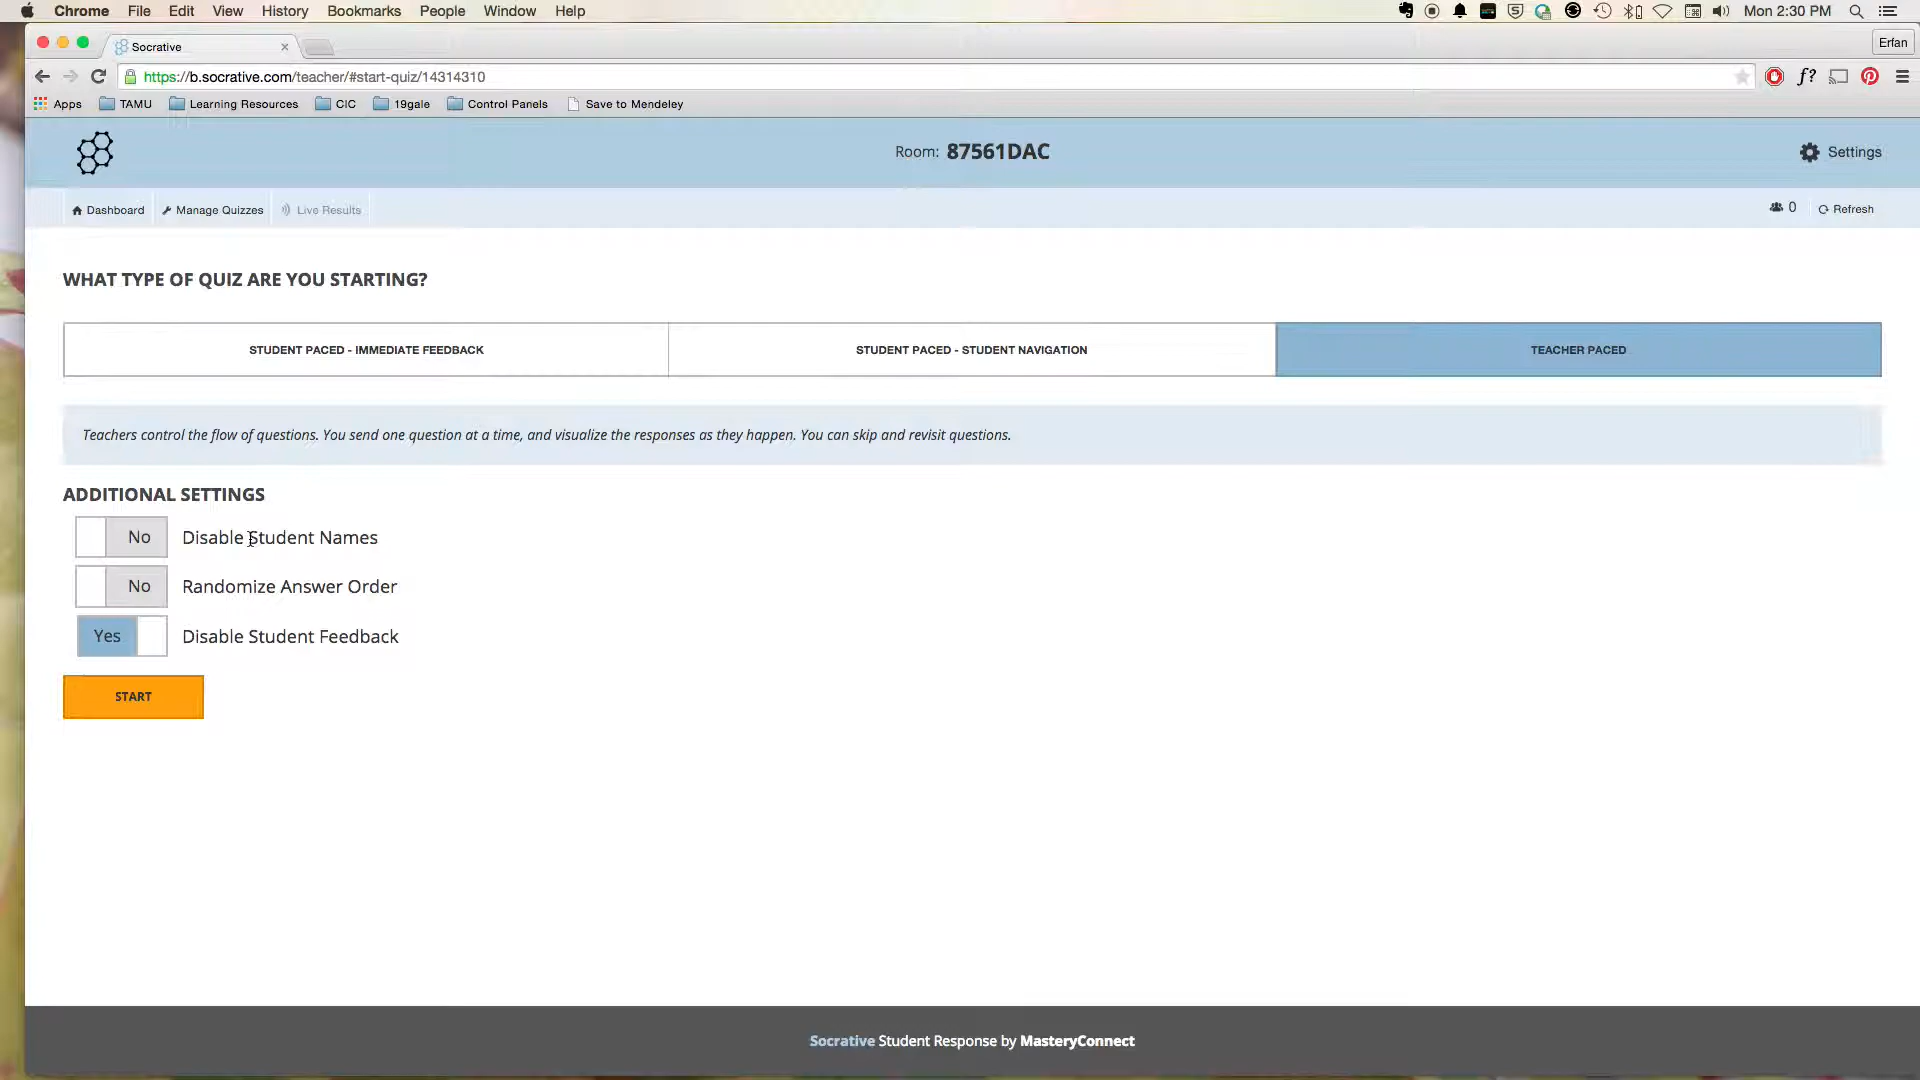 Chrome File Edit View History Bookmarks People Window Help Mon 2:30 PM
Socrative Erfan
https://b.socrative.com/teacher/#start-quiz/14314310 f?
Apps TAMU Learning Resources CIC 19gale Control Panels Save to Mendeley
Room: 87561DAC Settings
Dashboard Manage Quizzes Live Results 0 Refresh
WHAT TYPE OF QUIZ ARE YOU STARTING?
STUDENT PACED - IMMEDIATE FEEDBACK STUDENT PACED - STUDENT NAVIGATION TEACHER PACED
Teachers control the flow of questions. You send one question at a time, and visualize the responses as they happen. You can skip and revisit questions.
ADDITIONAL SETTINGS
No Disable Student Names
No Randomize Answer Order
Yes Disable Student Feedback
START
Socrative Student Response by MasteryConnect